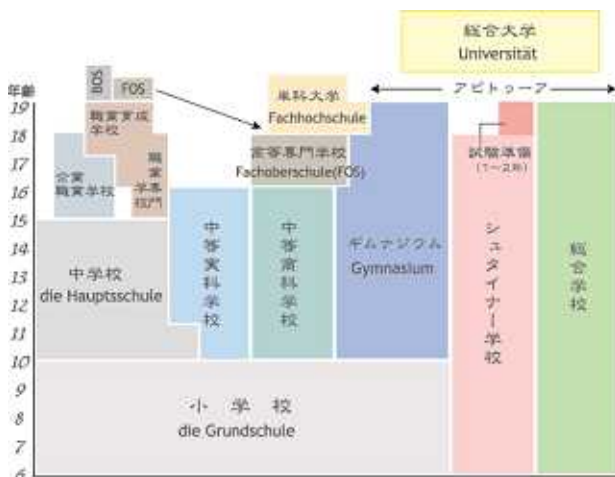 総合大学
Universität
年齢
BOS
FOS
アビトゥーア
単科大学
Fachhochschule
職業育成
学校
試験準備
(1~2年)
高等専門学校
Fachoberschule(FOS)
企業
職業学校
職業専門
学校
中学校
die Hauptsschule
中等実科学校
中等商科学校
ギムナジウム
Gymnasium
シュタイナー学校
総合学校
小学校
die Grundschule
19
18
17
16
15
14
13
12
11
10
9
8
7
6